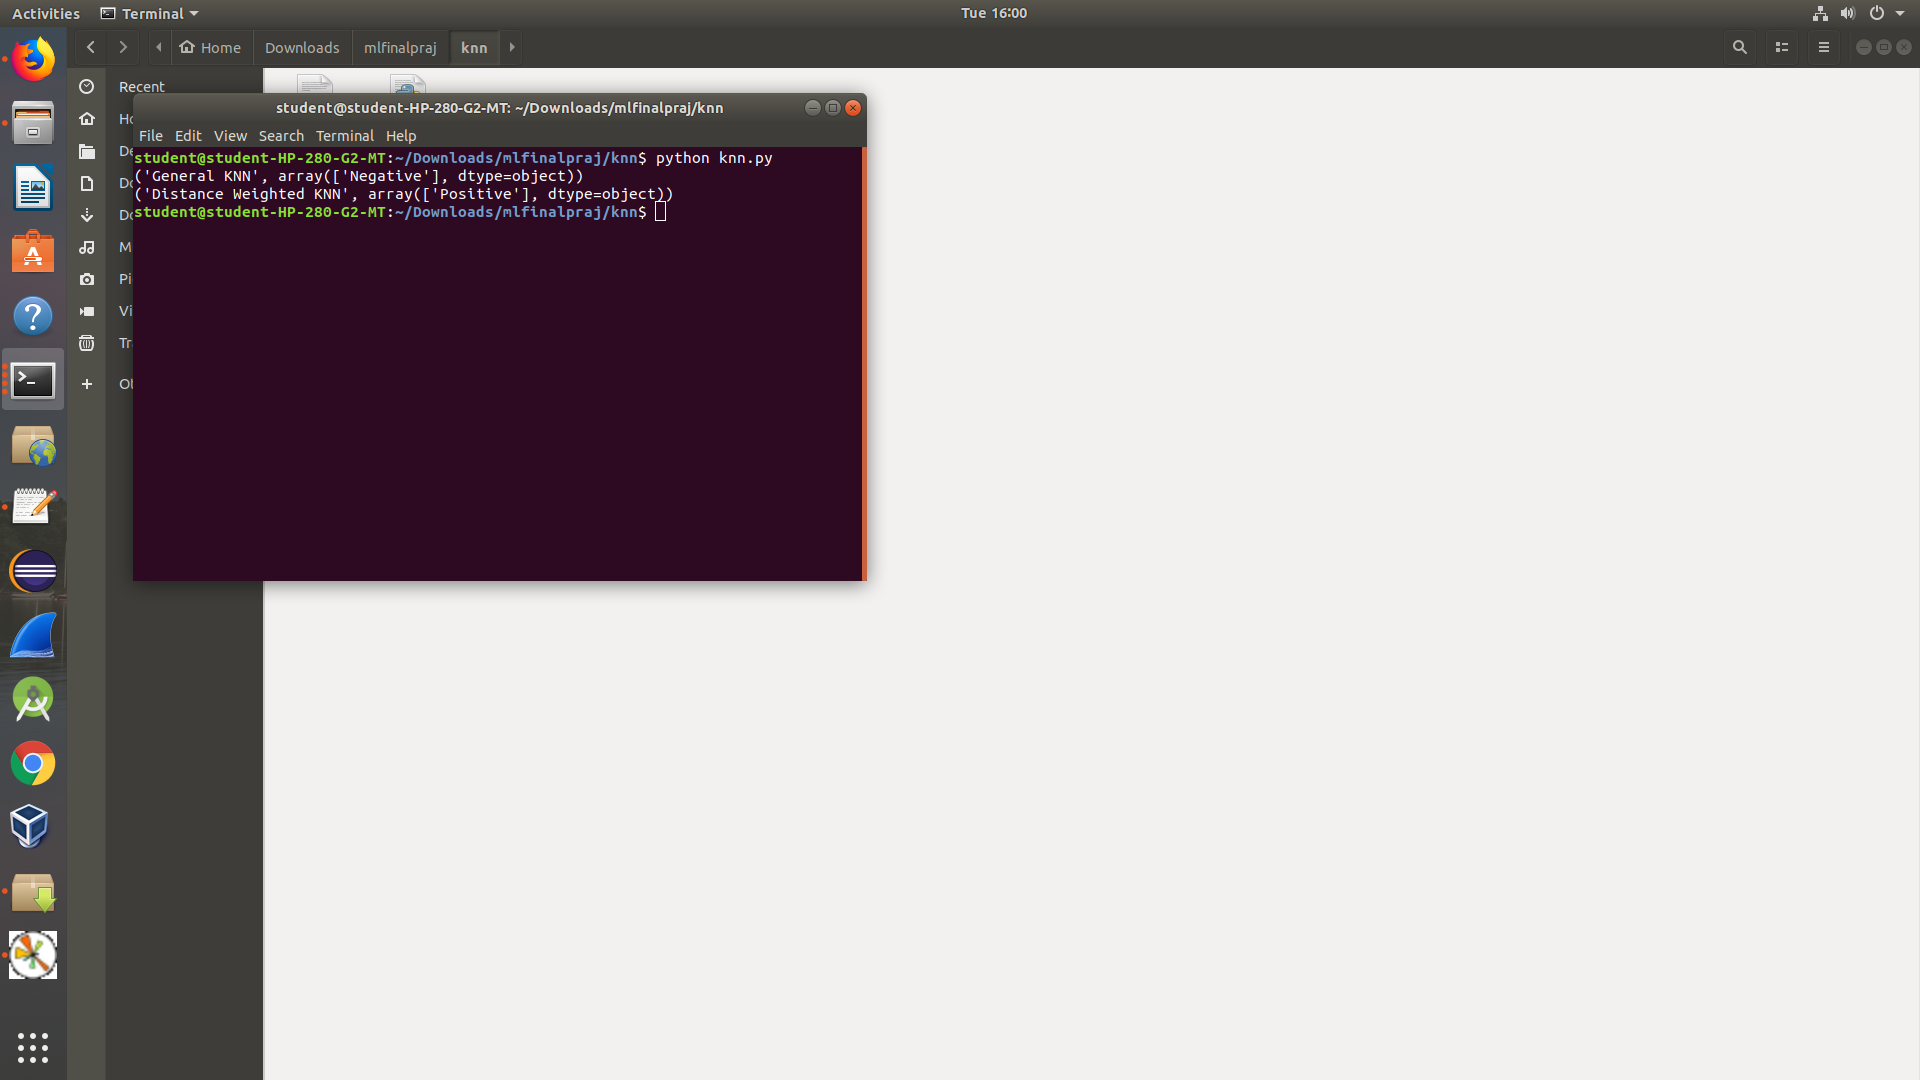 Activities Terminal Tue 16:00
Home Downloads mlfinalpraj knn
Recent
student@student-HP-280-G2-MT: ~/Downloads/mlfinalpraj/knn
Ho
File Edit View Search Terminal Help
De
student@student-HP-280-G2-MT:~/Downloads/mlfinalpraj/knn$ python knn.py
('General KNN', array(['Negative'], dtype=object))
Do
('Distance Weighted KNN', array(['Positive'], dtype=object))
student@student-HP-280-G2-MT:~/Downloads/mlfinalpraj/knn$
Do
M
Pi
Vi
Tr
Ot